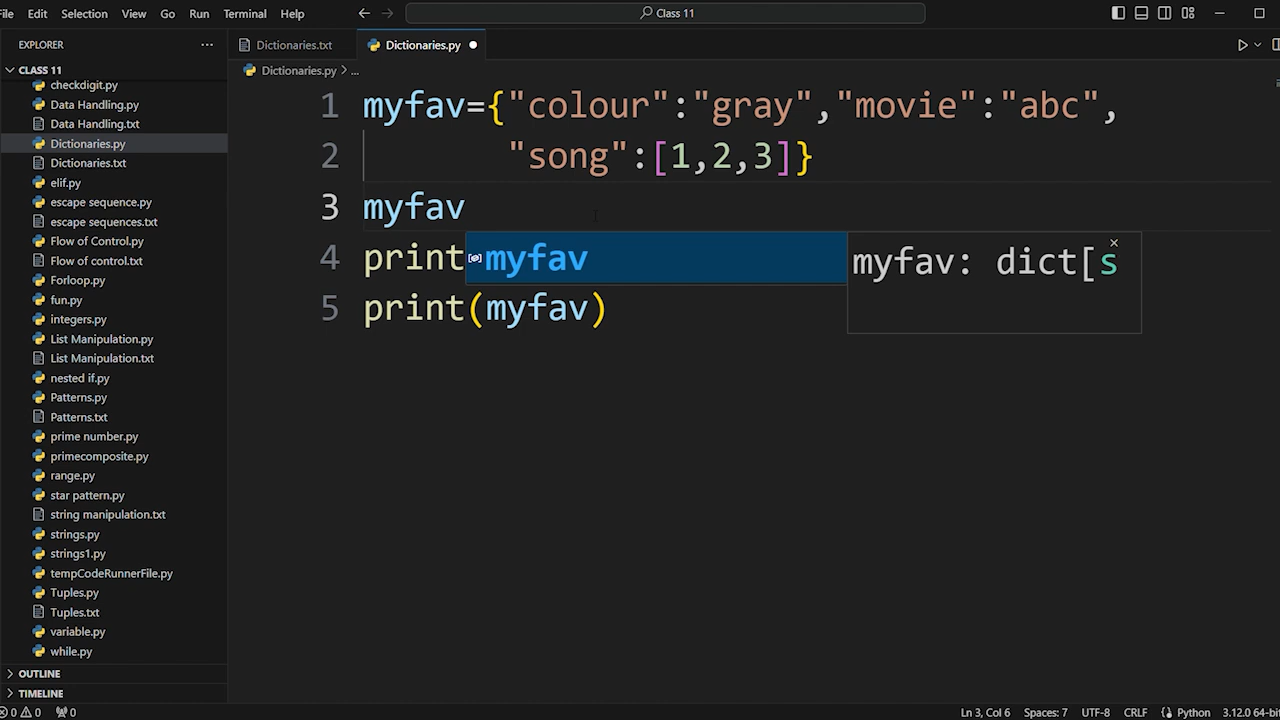 File Edit Selection View Go Run Terminal Help
Class 11
EXPLORER
Dictionaries.txt
Dictionaries.py
CLASS 11
Dictionaries.py > ...
checkdigit.py
Data Handling.py
Data Handling.txt
Dictionaries.py
Dictionaries.txt
elif.py
escape sequence.py
escape sequences.txt
Flow of Control.py
Flow of control.txt
Forloop.py
fun.py
integers.py
List Manipulation.py
List Manipulation.txt
nested if.py
Patterns.py
Patterns.txt
prime number.py
primecomposite.py
range.py
star pattern.py
string manipulation.txt
strings.py
strings1.py
tempCodeRunnerFile.py
Tuples.py
Tuples.txt
variable.py
while.py
OUTLINE
TIMELINE
1 myfav={"colour":"gray","movie":"abc",
2 "song":[1,2,3]}
3 myfav
4 print
myfav
myfav: dict[s
5 print(myfav)
0 0 0
Ln 3, Col 6 Spaces: 7 UTF-8 CRLF {} Python 3.12.0 64-bit